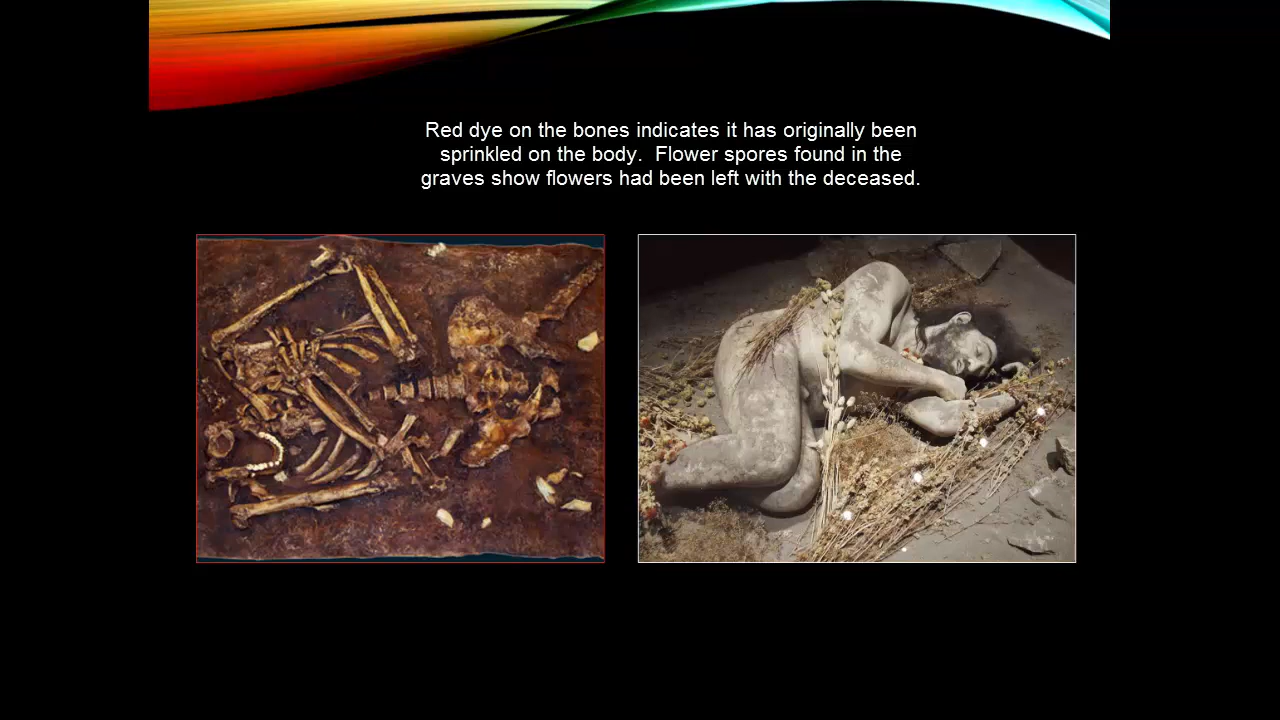 Red dye on the bones indicates it has originally been
sprinkled on the body.  Flower spores found in the
graves show flowers had been left with the deceased.